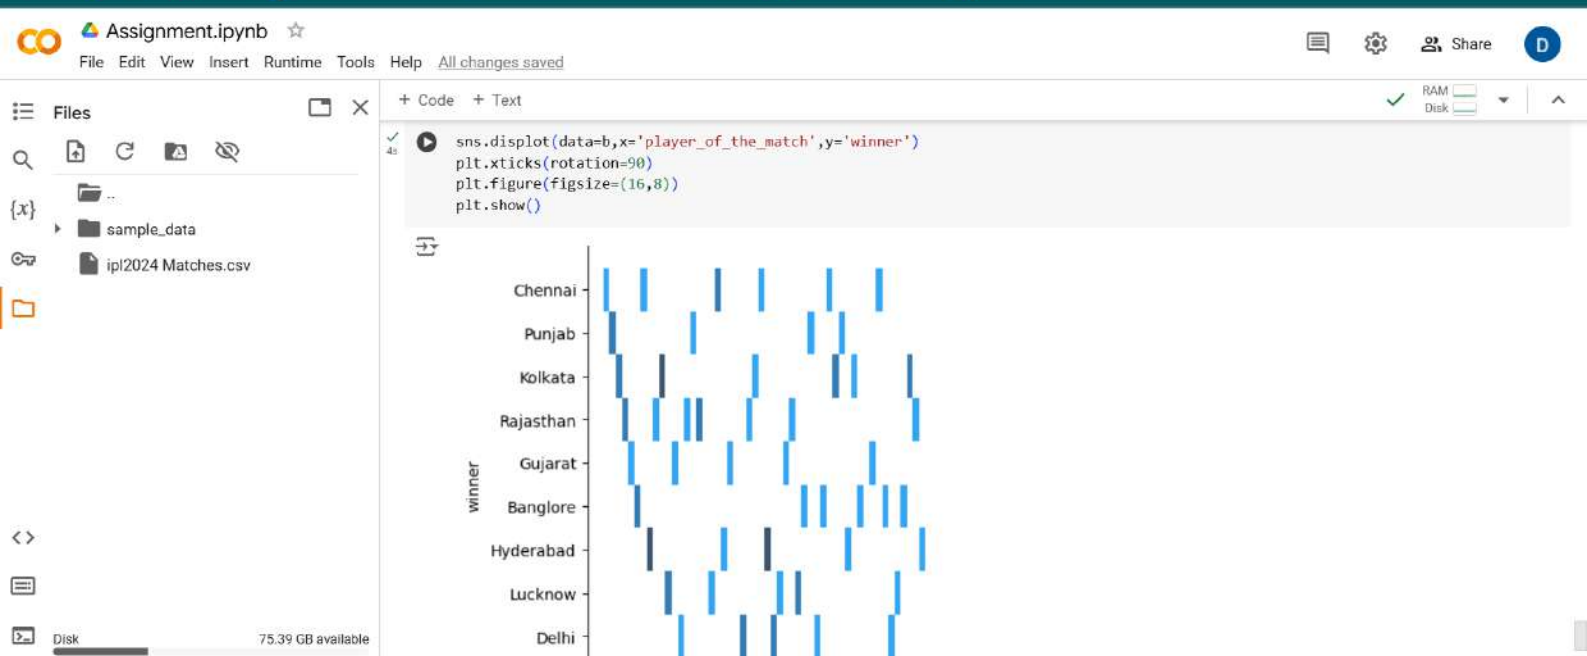 Assignment.ipynb
File Edit View Insert Runtime Tools Help All changes saved
Share
D
Files
+ Code + Text
RAM
Disk
..
sample_data
ipl2024 Matches.csv
{x}
<>
Disk 75.39 GB available
4s
sns.displot(data=b,x='player_of_the_match',y='winner')
plt.xticks(rotation=90)
plt.figure(figsize=(16,8))
plt.show()
winner
Chennai
Punjab
Kolkata
Rajasthan
Gujarat
Banglore
Hyderabad
Lucknow
Delhi